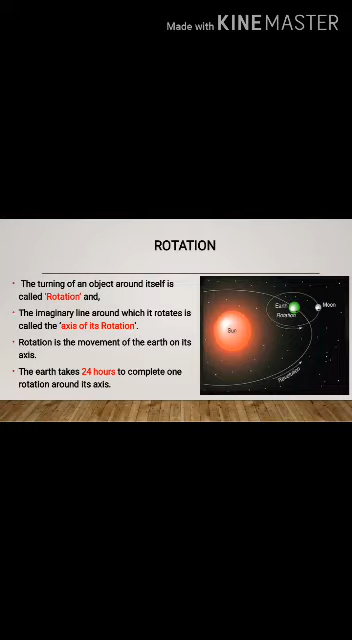 Made with KINEMASTER
ROTATION
• The turning of an object around itself is
called 'Rotation' and,
• The imaginary line around which it rotates is
called the 'axis of its Rotation'.
• Rotation is the movement of the earth on its
axis.
• The earth takes 24 hours to complete one
rotation around its axis.
Earth
Moon
Rotation
Sun
Revolution